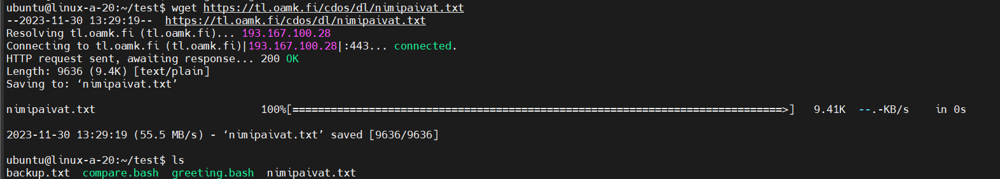 ubuntu@linux-a-20:~/test$ wget https://tl.oamk.fi/cdos/dl/nimipaivat.txt
--2023-11-30 13:29:19--  https://tl.oamk.fi/cdos/dl/nimipaivat.txt
Resolving tl.oamk.fi (tl.oamk.fi)... 193.167.100.28
Connecting to tl.oamk.fi (tl.oamk.fi)|193.167.100.28|:443... connected.
HTTP request sent, awaiting response... 200 OK
Length: 9636 (9.4K) [text/plain]
Saving to: ‘nimipaivat.txt’
nimipaivat.txt                          100%[=============================================================================>]   9.41K  --.-KB/s    in 0s
2023-11-30 13:29:19 (55.5 MB/s) - ‘nimipaivat.txt’ saved [9636/9636]
ubuntu@linux-a-20:~/test$ ls
backup.txt  compare.bash  greeting.bash  nimipaivat.txt